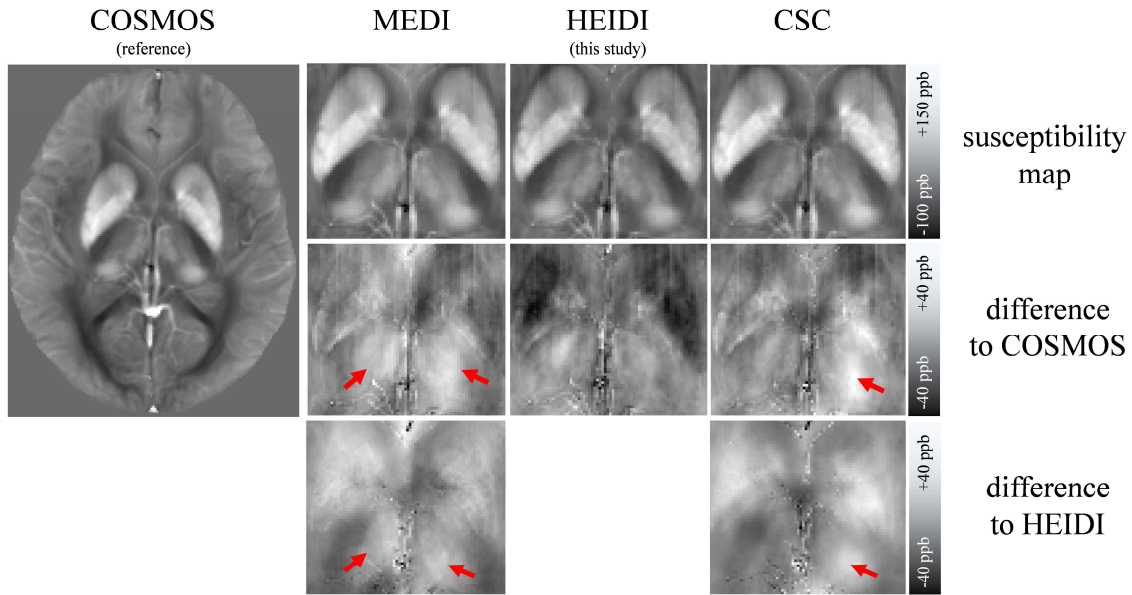 COSMOS
(reference)
MEDI
HEIDI
(this study)
CSC
+150 ppb
-100 ppb
susceptibility
map
+40 ppb
-40 ppb
difference
to COSMOS
+40 ppb
-40 ppb
difference
to HEIDI